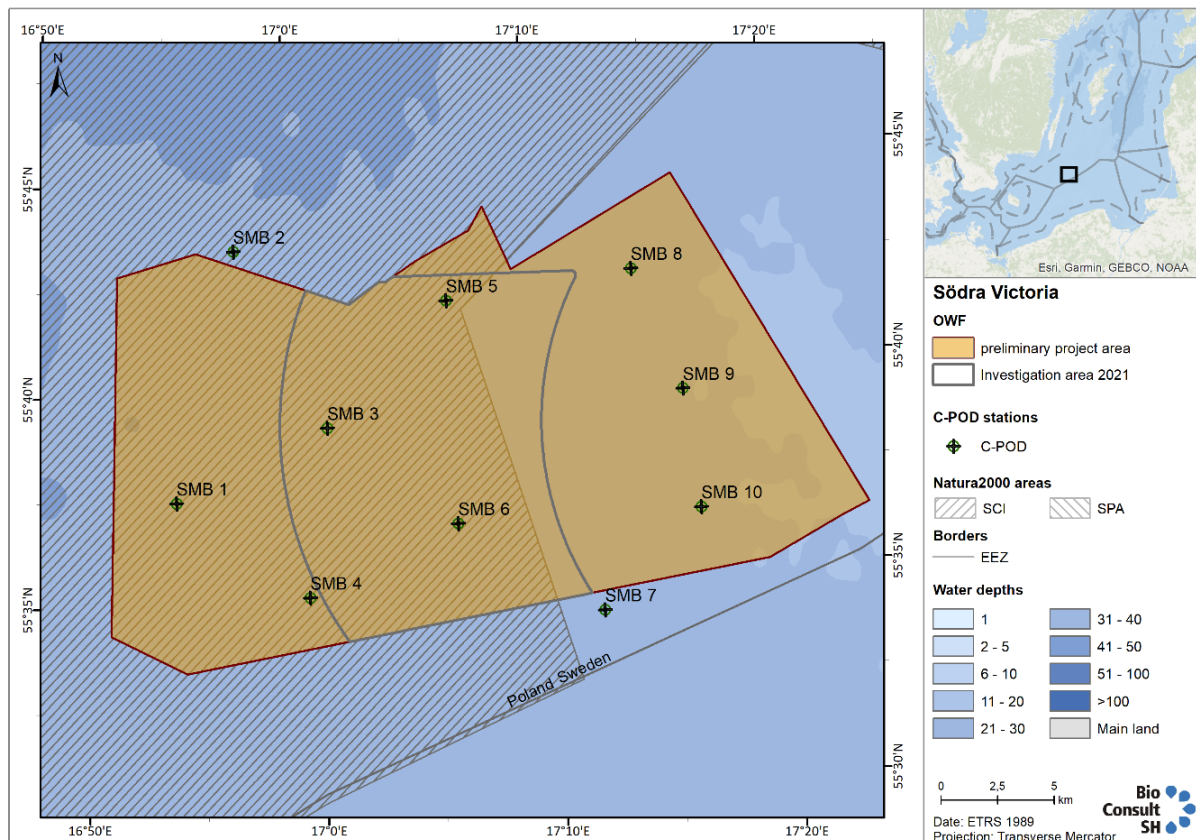 16°50'E
17°0'E
17°10'E
17°20'E
N
55°45'N
55°40'N
55°35'N
55°45'N
55°40'N
55°35'N
55°30'N
SMB 2
SMB 8
SMB 5
SMB 9
SMB 3
SMB 1
SMB 10
SMB 6
SMB 4
SMB 7
Poland
Sweden
16°50'E
17°0'E
17°10'E
17°20'E
Esri, Garmin, GEBCO, NOAA
Södra Victoria
OWF
preliminary project area
Investigation area 2021
C-POD stations
C-POD
Natura2000 areas
SCI
SPA
Borders
EEZ
Water depths
1
31 - 40
2 - 5
41 - 50
6 - 10
51 - 100
11 - 20
>100
21 - 30
Main land
0
2,5
5
km
Date: ETRS 1989
Projection: Transverse Mercator
Bio
Consult
SH